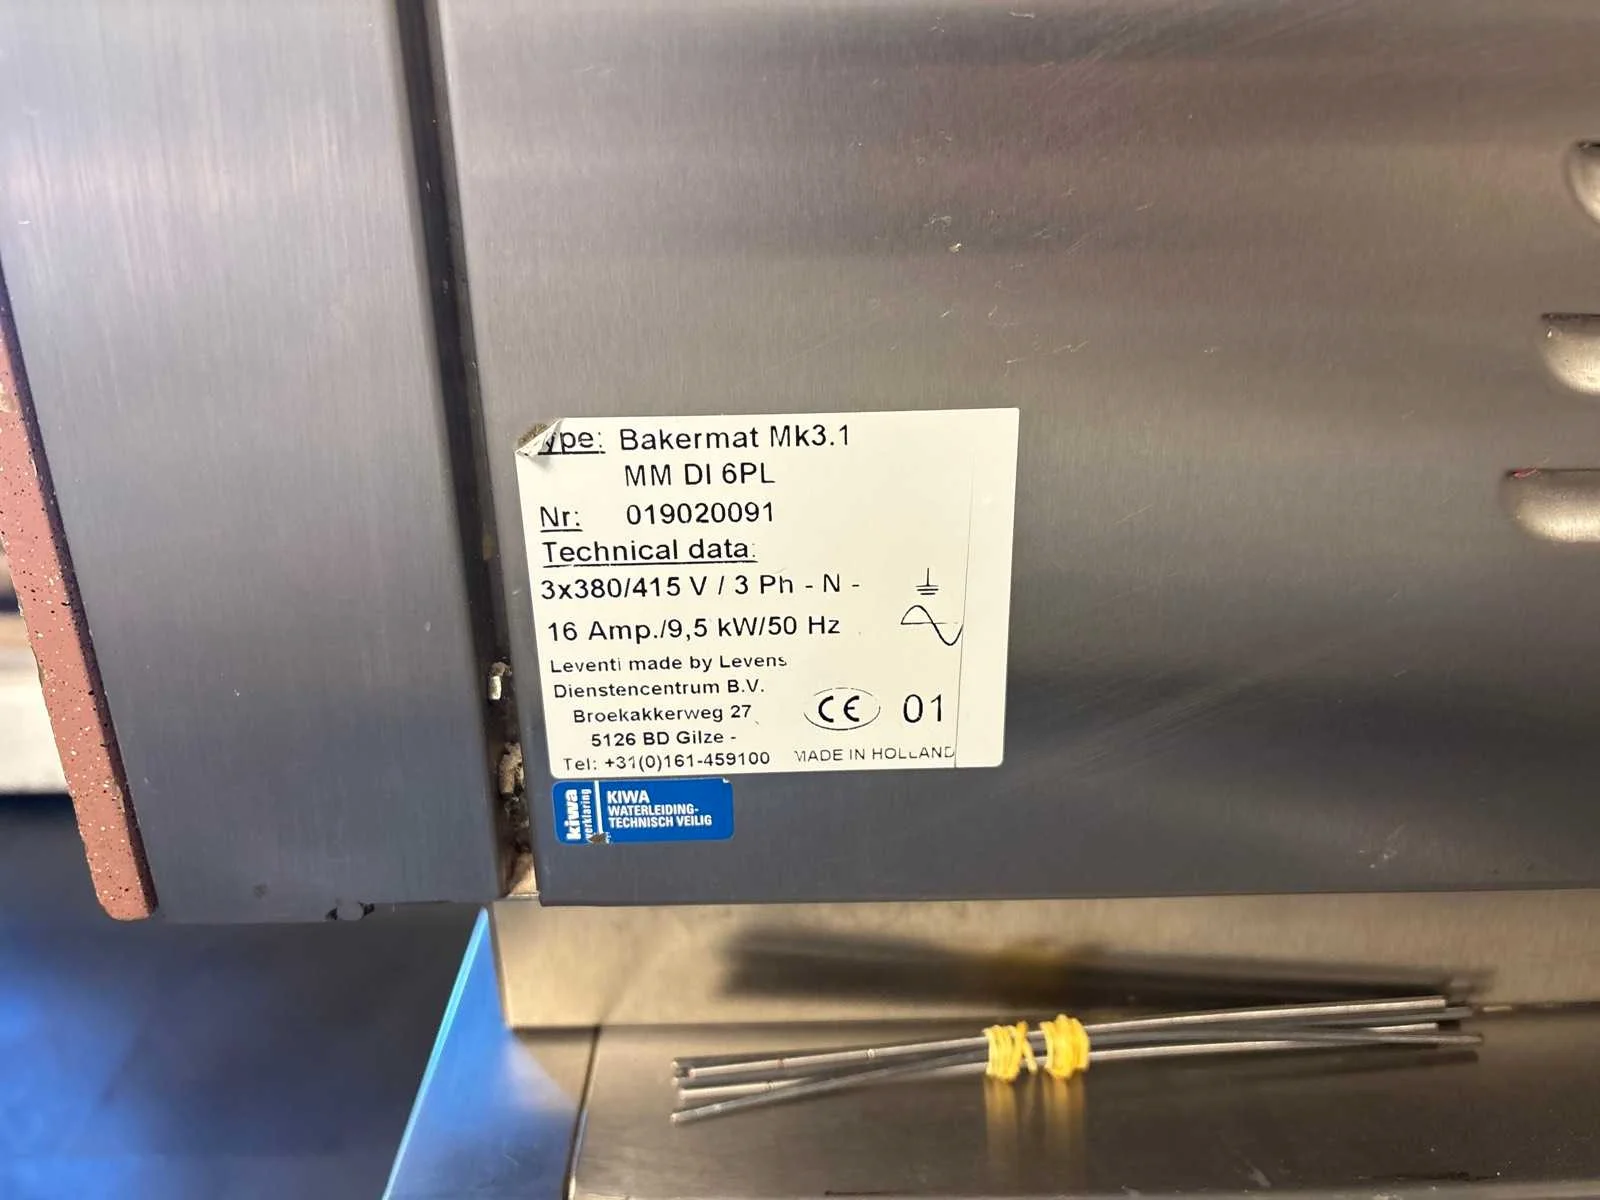 ype: Bakermat Mk3.1
MM DI 6PL
Nr: 019020091
Technical data:
3x380/415 V / 3 Ph - N -
16 Amp./9,5 kW/50 Hz
Leventi made by Levens
Dienstencentrum B.V.
Broekakkerweg 27
5126 BD Gilze -
Tel: +31(0)161-459100
CE 01
MADE IN HOLLAND
kiwa
verklaring
KIWA
WATERLEIDING-
TECHNISCH VEILIG